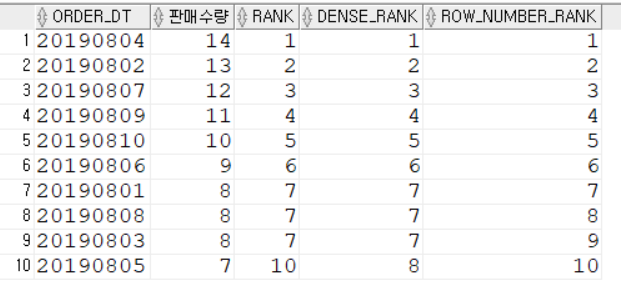 ORDER_DT 판매수량 RANK DENSE_RANK ROW_NUMBER_RANK
1 20190804 14 1 1 1
2 20190802 13 2 2 2
3 20190807 12 3 3 3
4 20190809 11 4 4 4
5 20190810 10 5 5 5
6 20190806 9 6 6 6
7 20190801 8 7 7 7
8 20190808 8 7 7 8
9 20190803 8 7 7 9
10 20190805 7 10 8 10